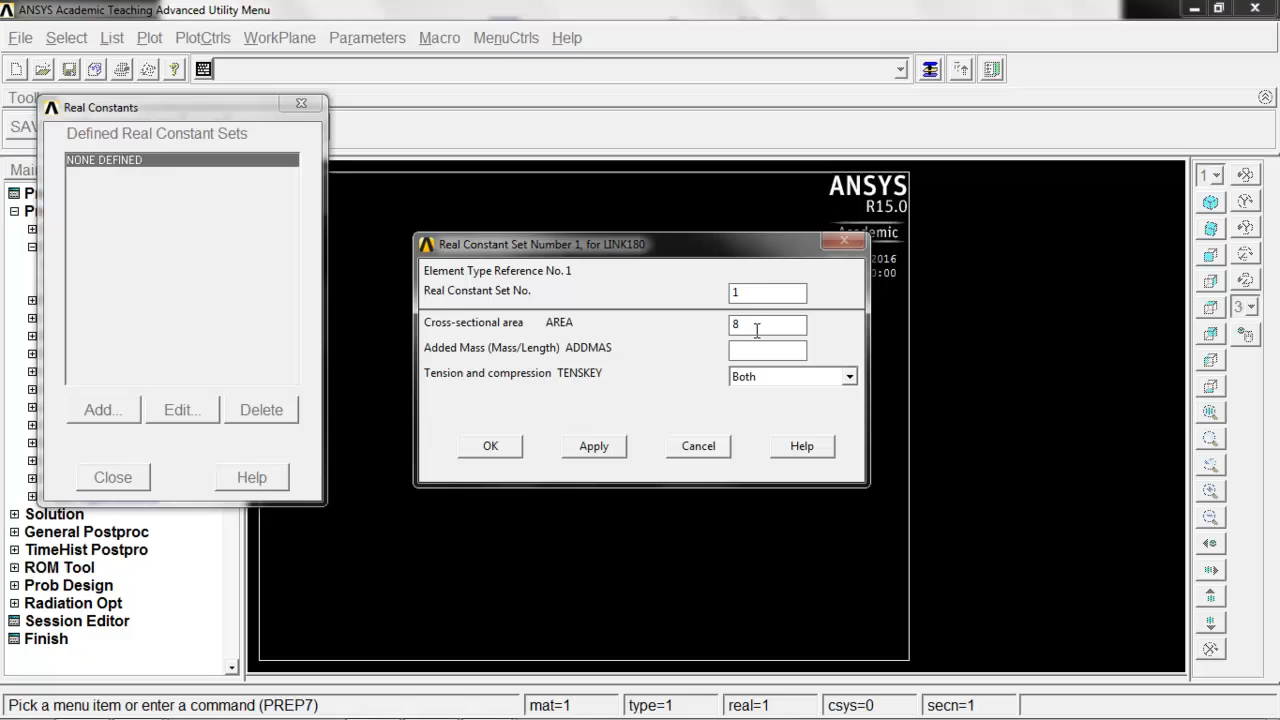 ANSYS Academic Teaching Advanced Utility Menu
File Select List Plot PlotCtrls WorkPlane Parameters Macro MenuCtrls Help
Real Constants
Defined Real Constant Sets
NONE DEFINED
Add... Edit... Delete
Close Help
ANSYS
R15.0
Academic
2016
Real Constant Set Number 1, for LINK180
Element Type Reference No. 1
Real Constant Set No. 1
Cross-sectional area AREA 8
Added Mass (Mass/Length) ADDMAS
Tension and compression TENSKEY Both
OK Apply Cancel Help
1
3
Solution
General Postproc
TimeHist Postpro
ROM Tool
Prob Design
Radiation Opt
Session Editor
Finish
Pick a menu item or enter a command (PREP7) mat=1 type=1 real=1 csys=0 secn=1